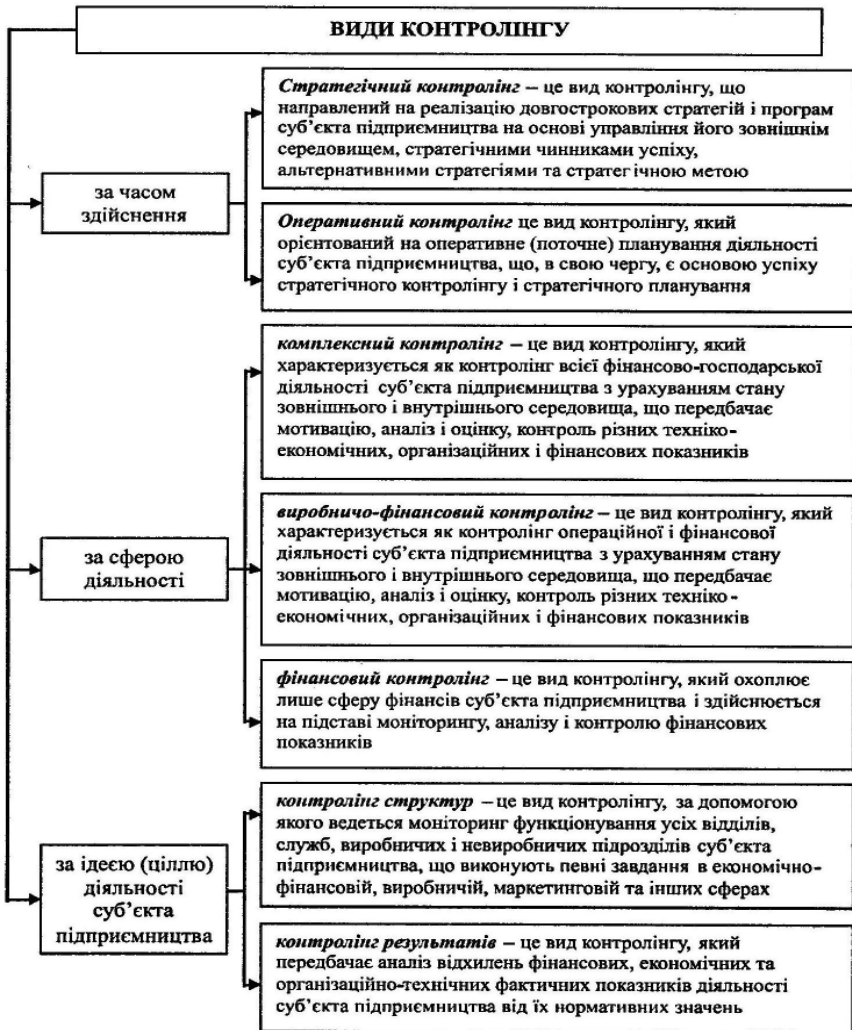 ВИДИ КОНТРОЛІНГУ
за часом
здійснення
Стратегічний контролінг – це вид контролінгу, що
направлений на реалізацію довгострокових стратегій і програм
суб’єкта підприємництва на основі управління його зовнішнім
середовищем, стратегічними чинниками успіху,
альтернативними стратегіями та стратегічною метою
Оперативний контролінг це вид контролінгу, який
орієнтований на оперативне (поточне) планування діяльності
суб’єкта підприємництва, що, в свою чергу, є основою успіху
стратегічного контролінгу і стратегічного планування
за сферою
діяльності
комплексний контролінг – це вид контролінгу, який
характеризується як контролінг всієї фінансово-господарської
діяльності суб’єкта підприємництва з урахуванням стану
зовнішнього і внутрішнього середовища, що передбачає
мотивацію, аналіз і оцінку, контроль різних техніко-
економічних, організаційних і фінансових показників
виробничо-фінансовий контролінг – це вид контролінгу, який
характеризується як контролінг операційної і фінансової
діяльності суб’єкта підприємництва з урахуванням стану
зовнішнього і внутрішнього середовища, що передбачає
мотивацію, аналіз і оцінку, контроль різних техніко-
економічних, організаційних і фінансових показників
фінансовий контролінг – це вид контролінгу, який охоплює
лише сферу фінансів суб’єкта підприємництва і здійснюється
на підставі моніторингу, аналізу і контролю фінансових
показників
за ідеєю (ціллю)
діяльності
суб’єкта
підприємництва
контролінг структур – це вид контролінгу, за допомогою
якого ведеться моніторинг функціонування усіх відділів,
служб, виробничих і невиробничих підрозділів суб’єкта
підприємництва, що виконують певні завдання в економічно-
фінансовій, виробничій, маркетинговій та інших сферах
контролінг результатів – це вид контролінгу, який
передбачає аналіз відхилень фінансових, економічних та
організаційно-технічних фактичних показників діяльності
суб’єкта підприємництва від їх нормативних значень